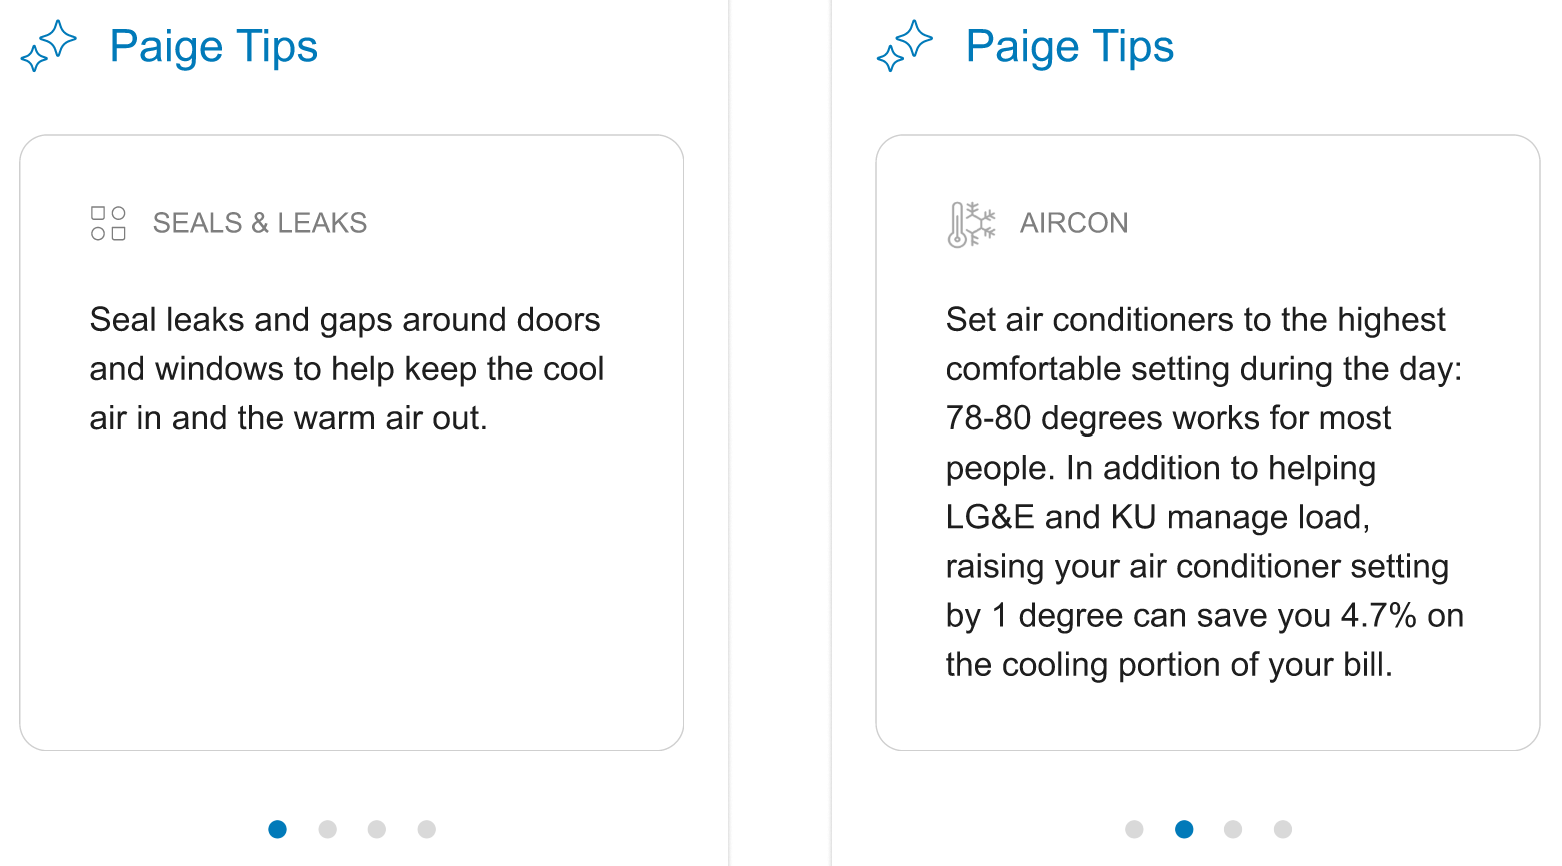 Paige Tips
SEALS & LEAKS
Seal leaks and gaps around doors
and windows to help keep the cool
air in and the warm air out.
Paige Tips
AIRCON
Set air conditioners to the highest
comfortable setting during the day:
78-80 degrees works for most
people. In addition to helping
LG&E and KU manage load,
raising your air conditioner setting
by 1 degree can save you 4.7% on
the cooling portion of your bill.